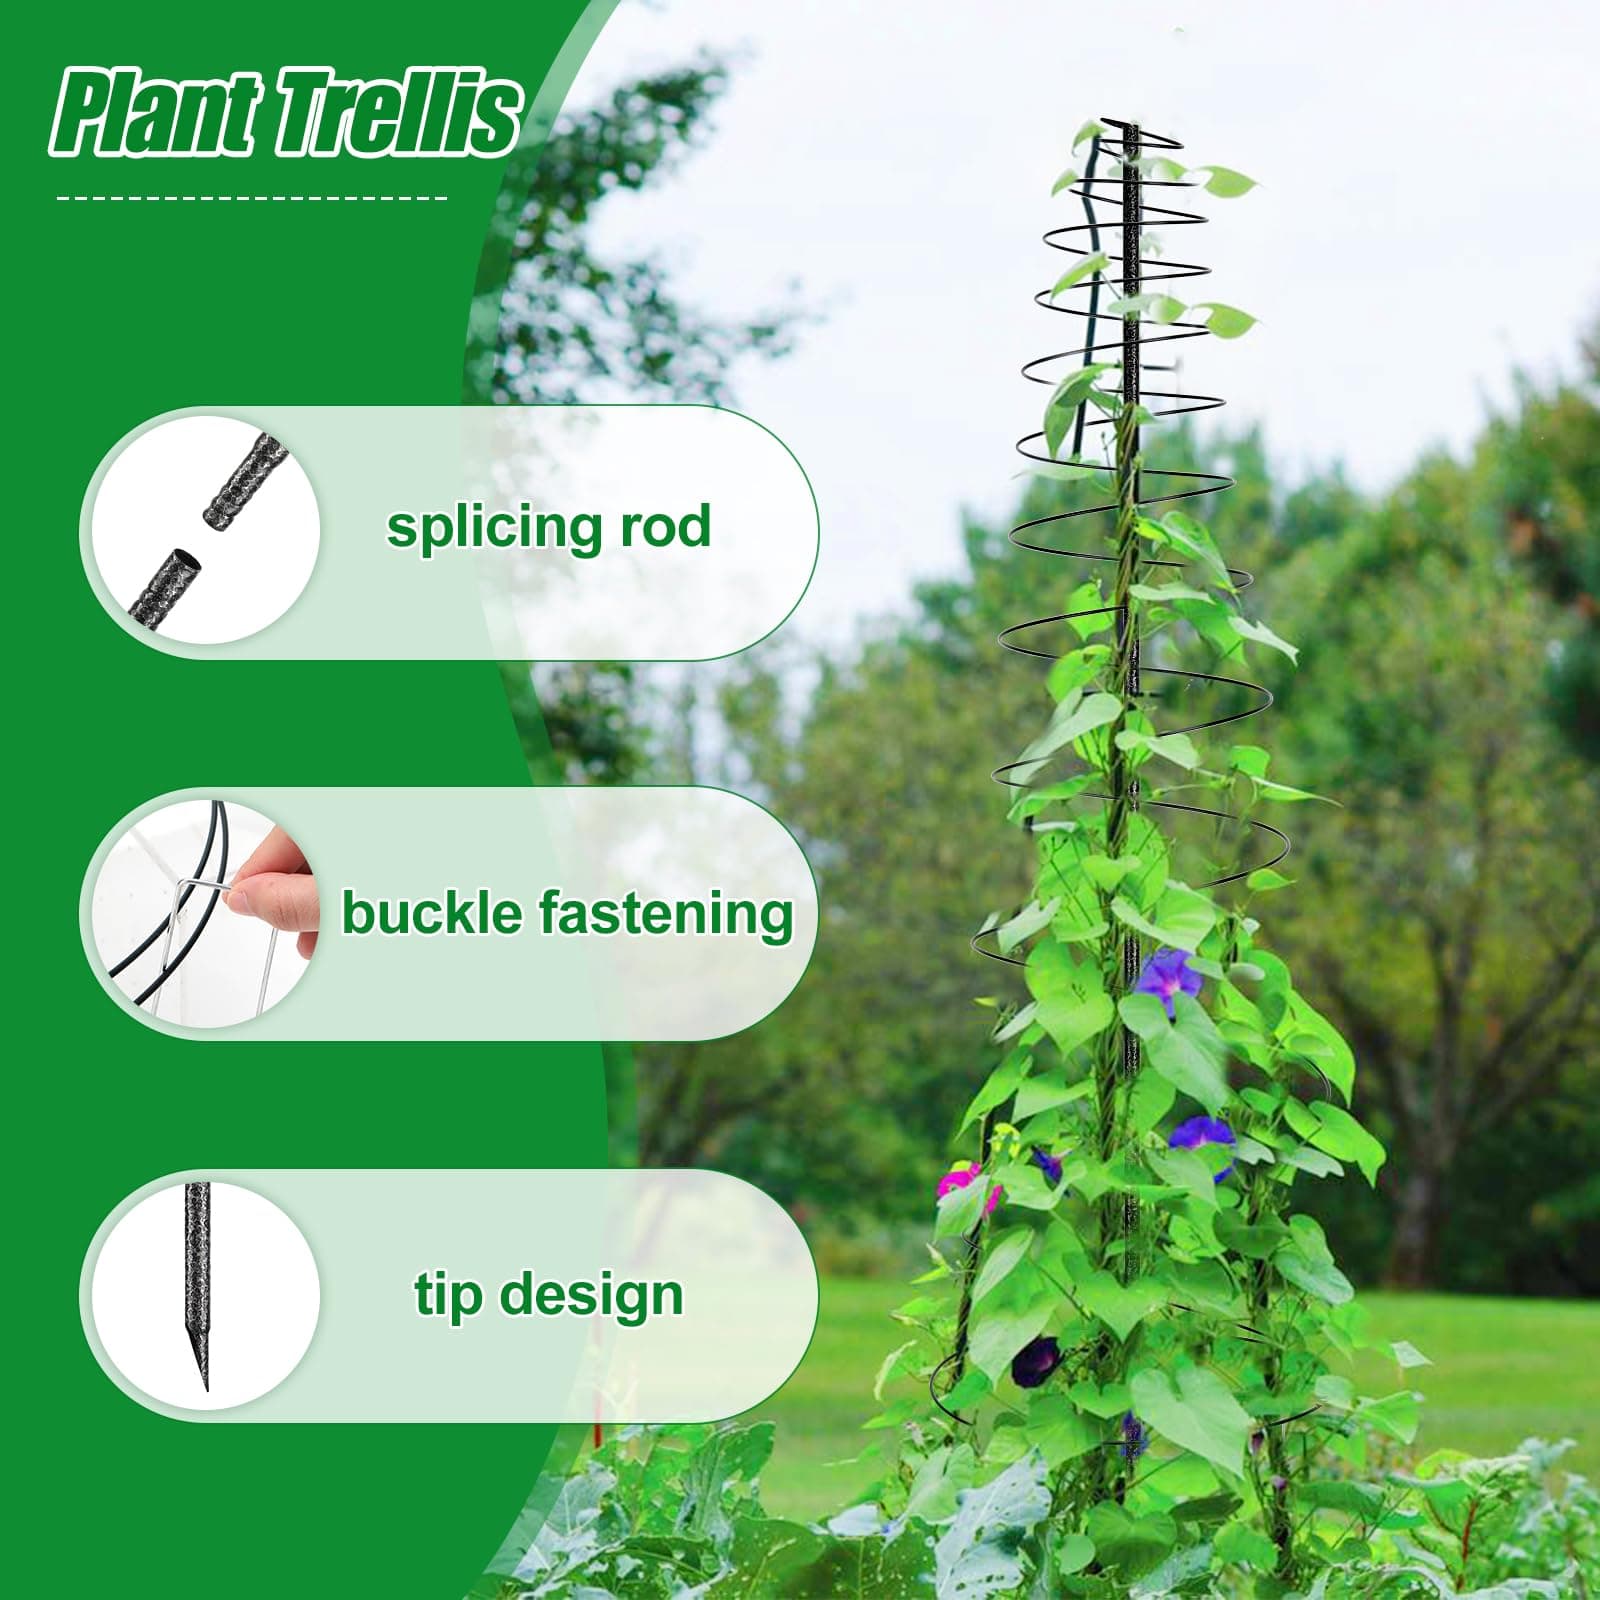 Plant Trellis
splicing rod
buckle fastening
tip design